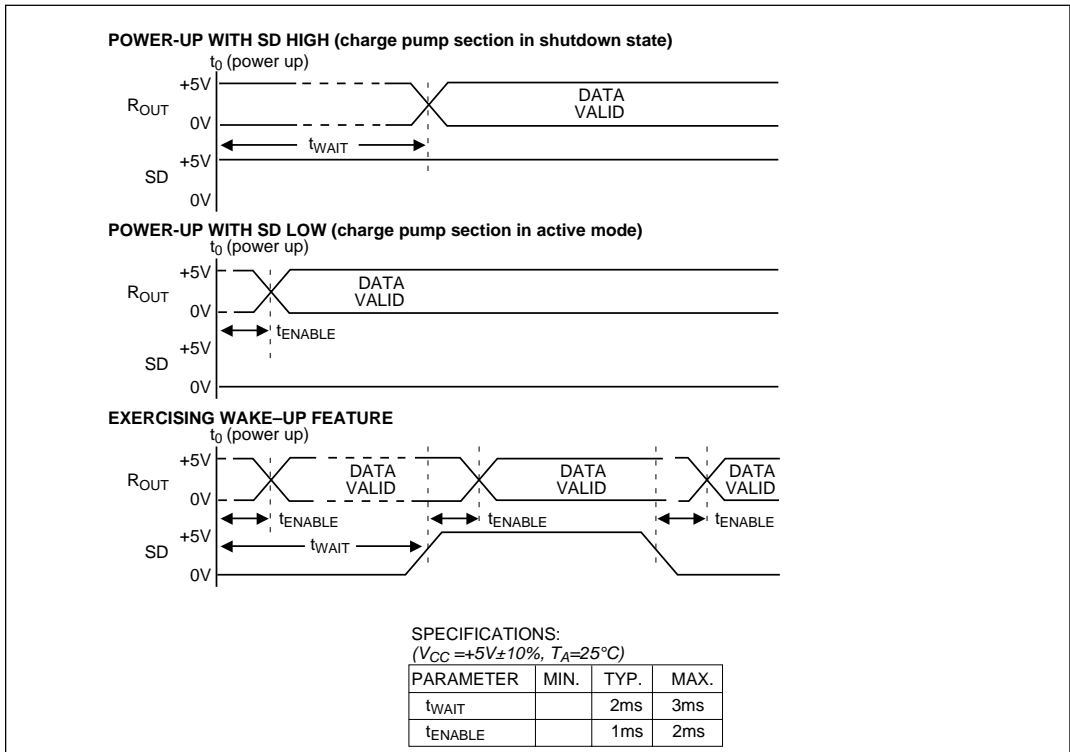 POWER-UP WITH SD HIGH (charge pump section in shutdown state)
t0 (power up)
+5V
ROUT
0V
DATA
VALID
tWAIT
+5V
SD
0V
POWER-UP WITH SD LOW (charge pump section in active mode)
t0 (power up)
+5V
ROUT
0V
DATA
VALID
tENABLE
+5V
SD
0V
EXERCISING WAKE–UP FEATURE
t0 (power up)
+5V
ROUT
0V
DATA
VALID
DATA
VALID
DATA
VALID
tENABLE
tENABLE
tENABLE
+5V
SD
0V
tWAIT
SPECIFICATIONS:
(VCC =+5V±10%, TA=25°C)
PARAMETER MIN. TYP. MAX.
tWAIT 2ms 3ms
tENABLE 1ms 2ms